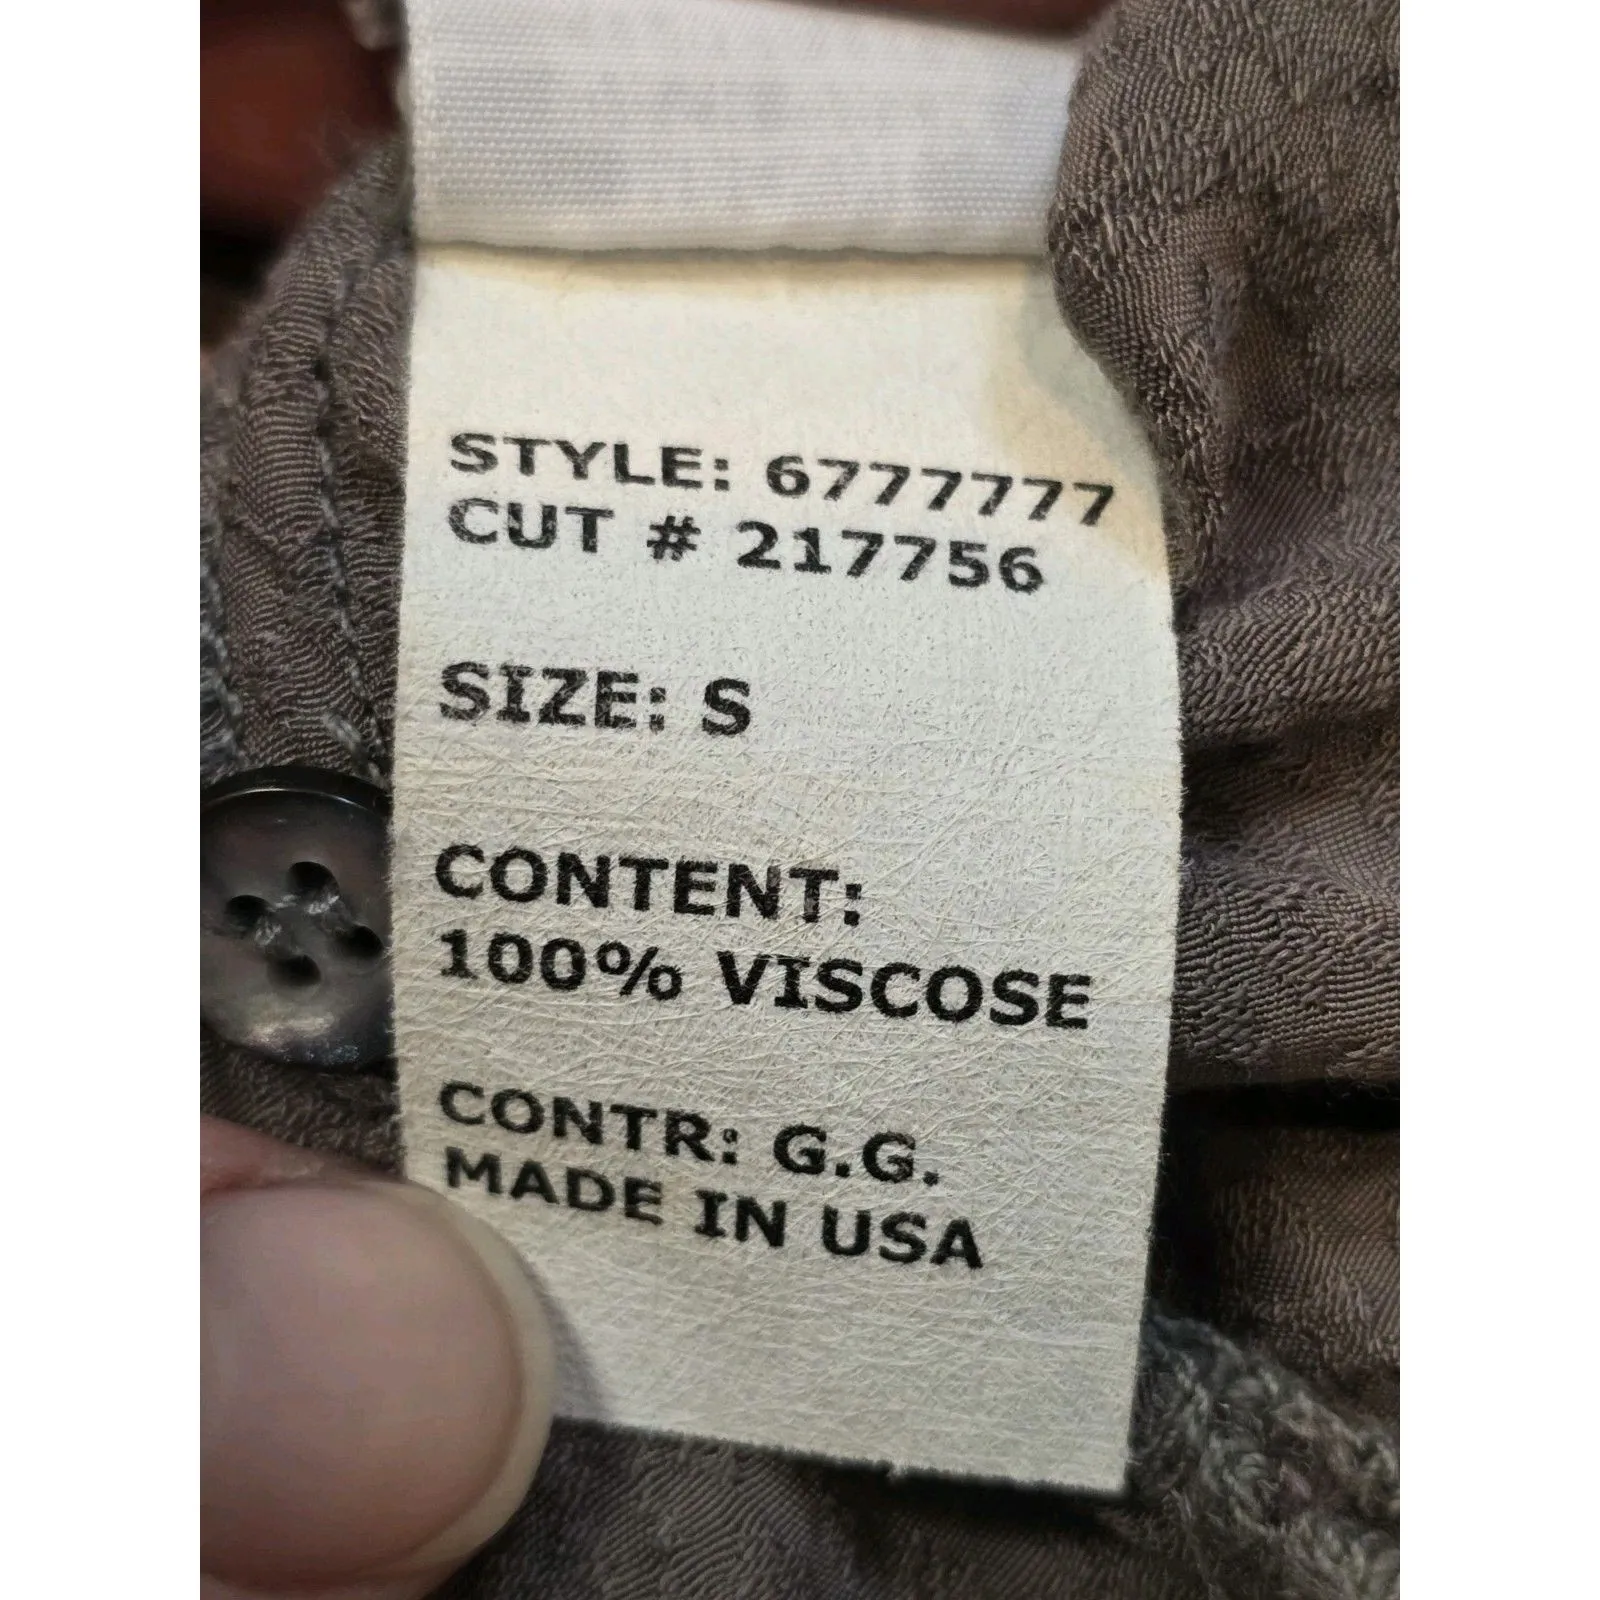 STYLE: 6777777
CUT # 217756
SIZE: S
CONTENT:
100% VISCOSE
CONTR: G.G.
MADE IN USA